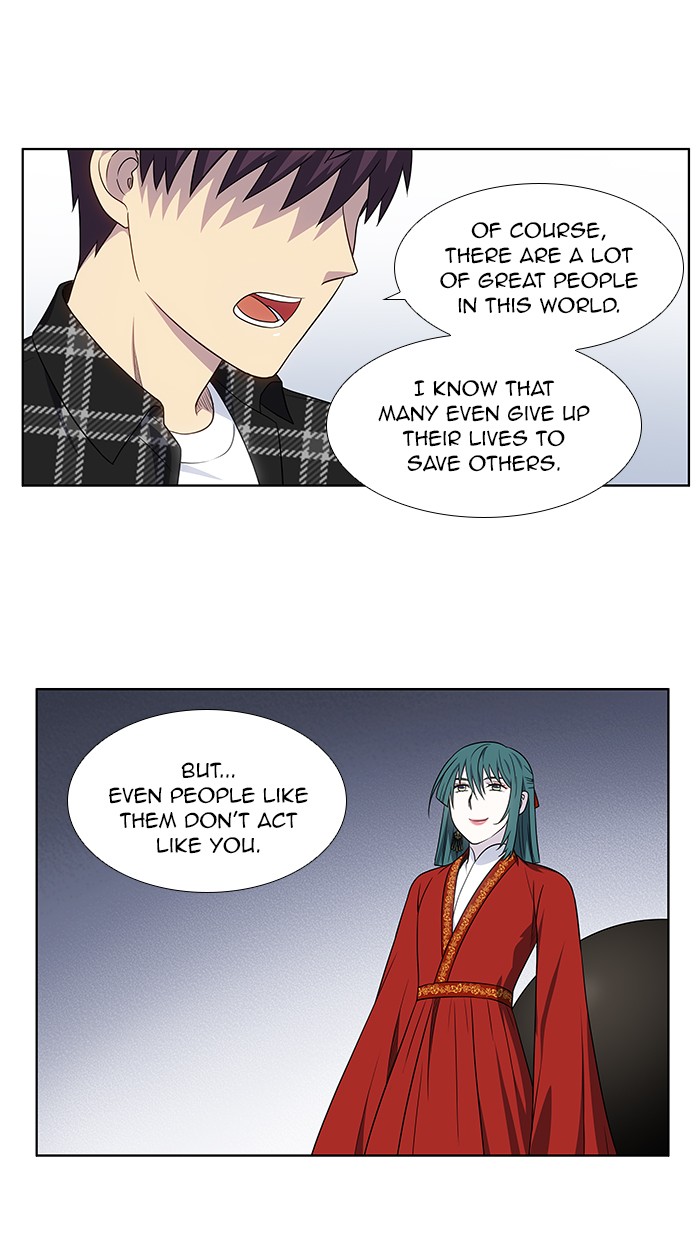 OF COURSE,
THERE ARE A LOT
OF GREAT PEOPLE
IN THIS WORLD.
I KNOW THAT
MANY EVEN GIVE UP
THEIR LIVES TO
SAVE OTHERS.
BUT...
EVEN PEOPLE LIKE
THEM DON'T ACT
LIKE YOU.